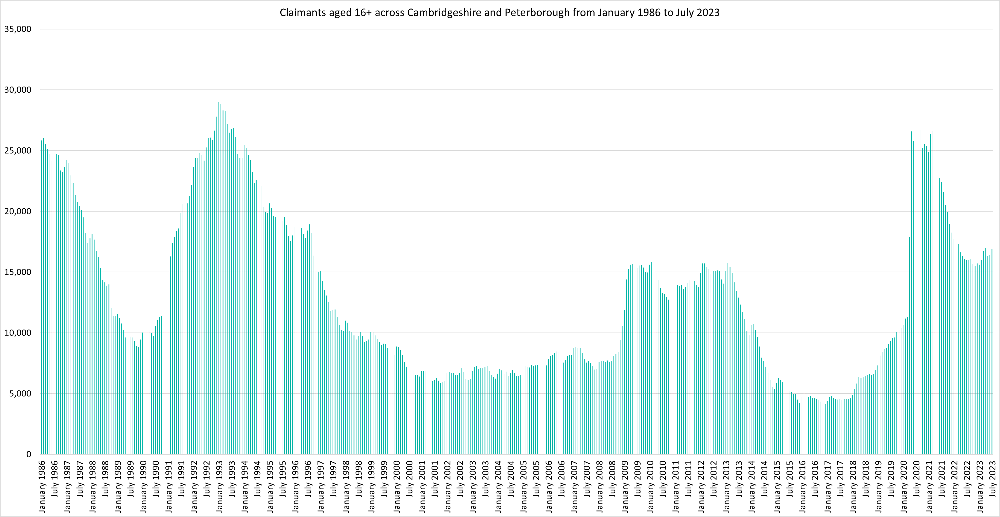 Claimants aged 16+ across Cambridgeshire and Peterborough from January 1986 to July 2023
35,000
30,000
25,000
20,000
15,000
10,000
5,000
0
January 1986
July 1986
January 1987
July 1987
January 1988
July 1988
January 1989
July 1989
January 1990
July 1990
January 1991
July 1991
January 1992
July 1992
January 1993
July 1993
January 1994
July 1994
January 1995
July 1995
January 1996
July 1996
January 1997
July 1997
January 1998
July 1998
January 1999
July 1999
January 2000
July 2000
January 2001
July 2001
January 2002
July 2002
January 2003
July 2003
January 2004
July 2004
January 2005
July 2005
January 2006
July 2006
January 2007
July 2007
January 2008
July 2008
January 2009
July 2009
January 2010
July 2010
January 2011
July 2011
January 2012
July 2012
January 2013
July 2013
January 2014
July 2014
January 2015
July 2015
January 2016
July 2016
January 2017
July 2017
January 2018
July 2018
January 2019
July 2019
January 2020
July 2020
January 2021
July 2021
January 2022
July 2022
January 2023
July 2023